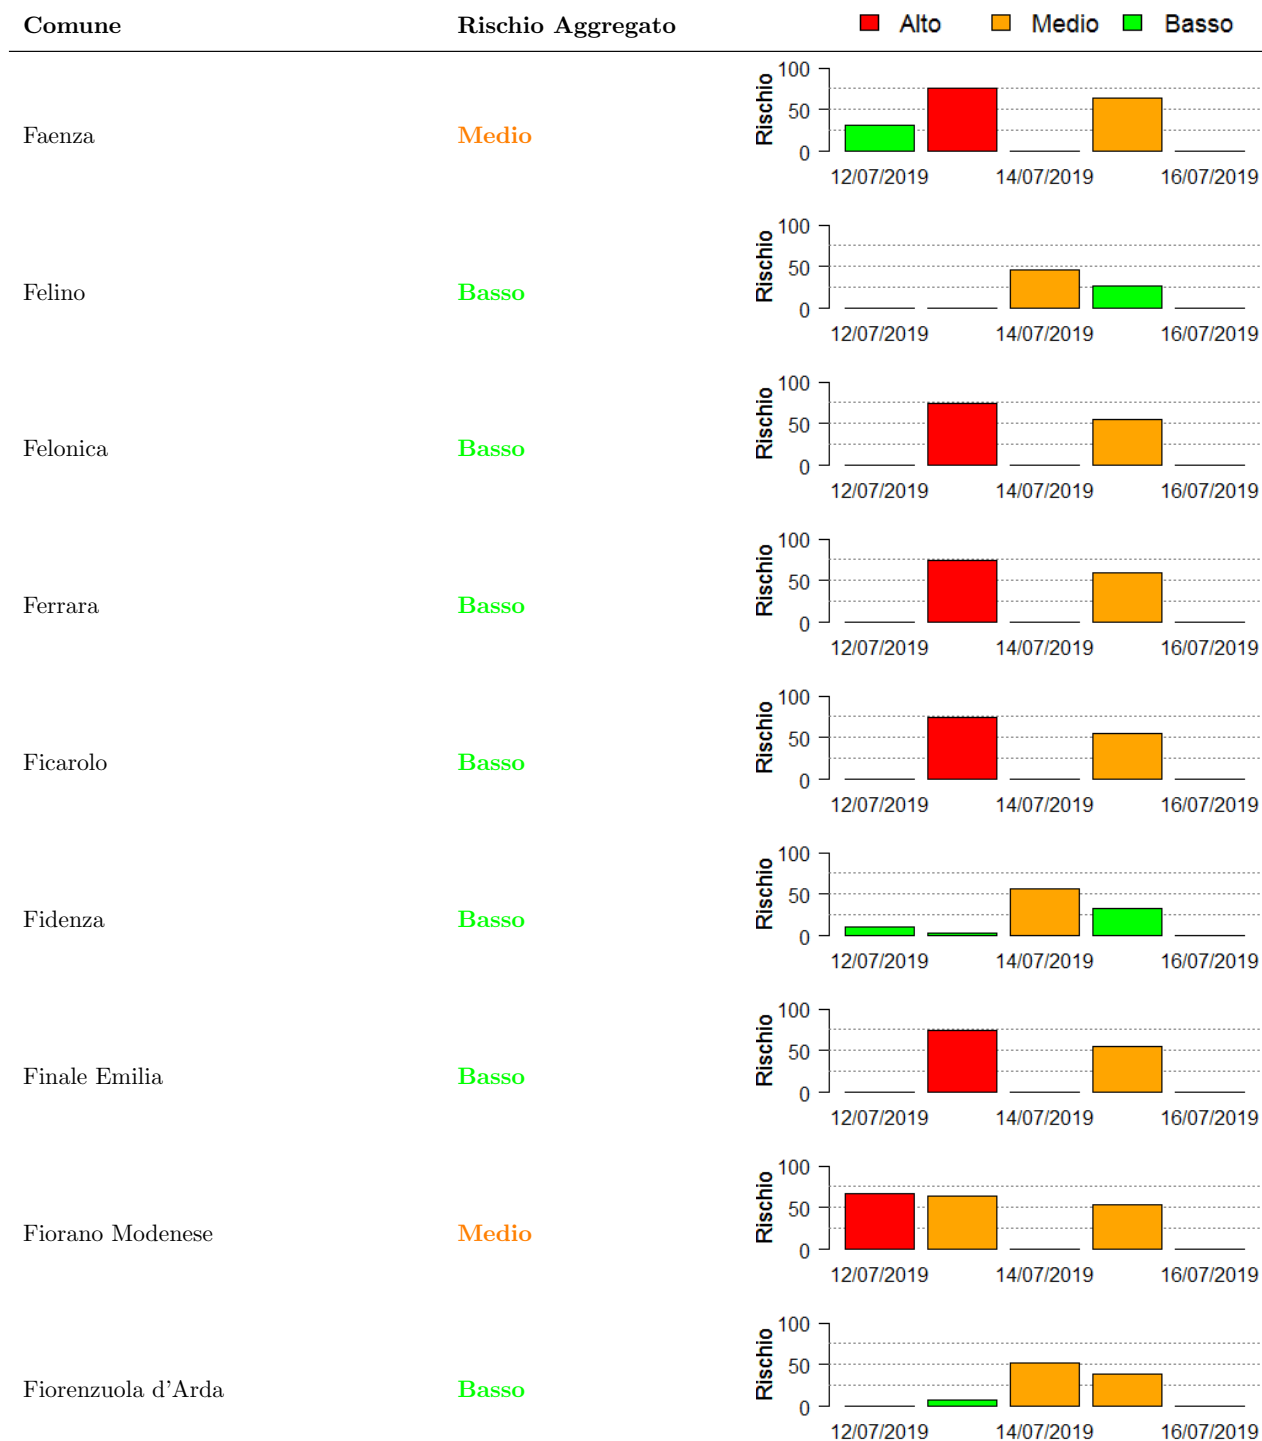 Comune Rischio Aggregato Alto Medio Basso
Faenza Medio Rischio 100 50 0
12/07/2019 14/07/2019 16/07/2019
Felino Basso Rischio 100 50 0
12/07/2019 14/07/2019 16/07/2019
Felonica Basso Rischio 100 50 0
12/07/2019 14/07/2019 16/07/2019
Ferrara Basso Rischio 100 50 0
12/07/2019 14/07/2019 16/07/2019
Ficarolo Basso Rischio 100 50 0
12/07/2019 14/07/2019 16/07/2019
Fidenza Basso Rischio 100 50 0
12/07/2019 14/07/2019 16/07/2019
Finale Emilia Basso Rischio 100 50 0
12/07/2019 14/07/2019 16/07/2019
Fiorano Modenese Medio Rischio 100 50 0
12/07/2019 14/07/2019 16/07/2019
Fiorenzuola d'Arda Basso Rischio 100 50 0
12/07/2019 14/07/2019 16/07/2019